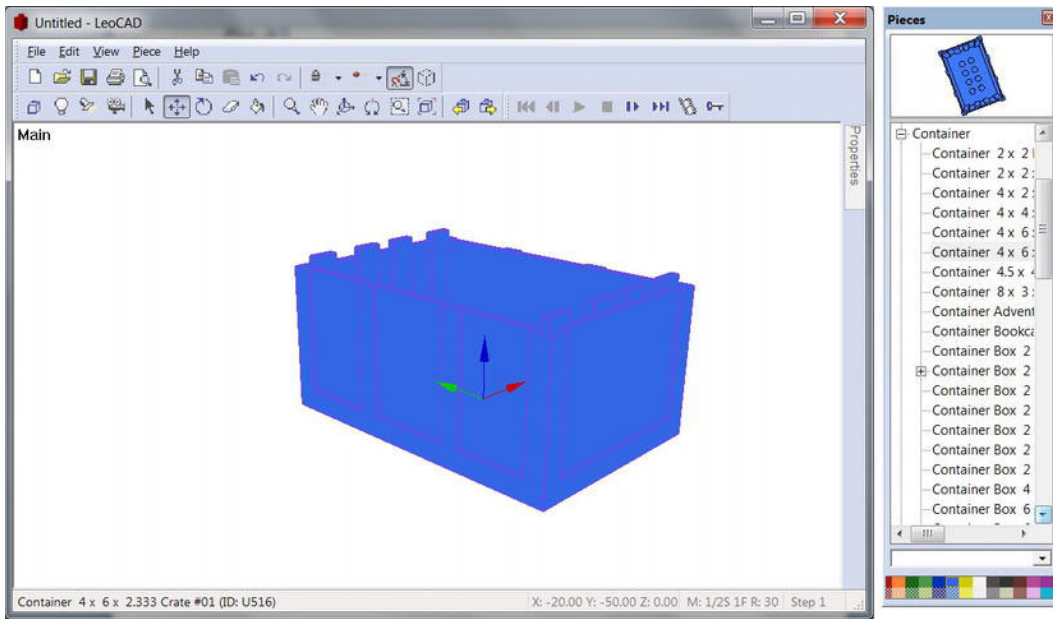 Untitled - LeoCAD
File Edit View Piece Help
Main
Properties
Container 4 x 6 x 2.333 Crate #01 (ID: U516)
X: -20.00 Y: -50.00 Z: 0.00 M: 1/2S 1F R: 30 Step 1
Pieces
Container
Container 2 x 2
Container 2 x 2
Container 4 x 2
Container 4 x 4
Container 4 x 6
Container 4 x 6
Container 4.5 x
Container 8 x 3
Container Advent
Container Bookca
Container Box 2
Container Box 2
Container Box 2
Container Box 2
Container Box 2
Container Box 2
Container Box 2
Container Box 4
Container Box 6